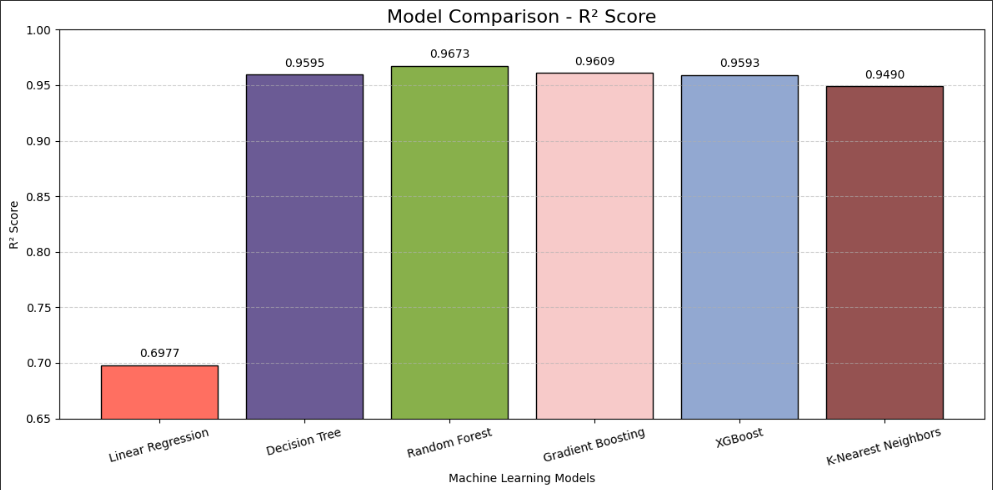 Model Comparison - R² Score
1.00
0.95
0.90
0.85
0.80
0.75
0.70
0.65
R² Score
0.6977
0.9595
0.9673
0.9609
0.9593
0.9490
Linear Regression
Decision Tree
Random Forest
Gradient Boosting
XGBoost
K-Nearest Neighbors
Machine Learning Models